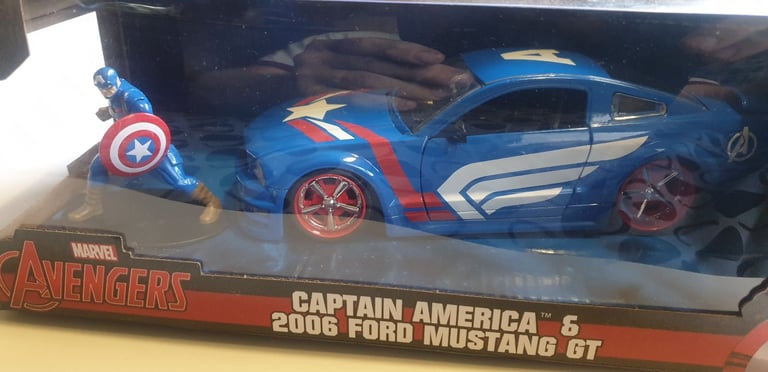 A
MARVEL
AVENGERS
CAPTAIN AMERICA™ &
2006 FORD MUSTANG GT